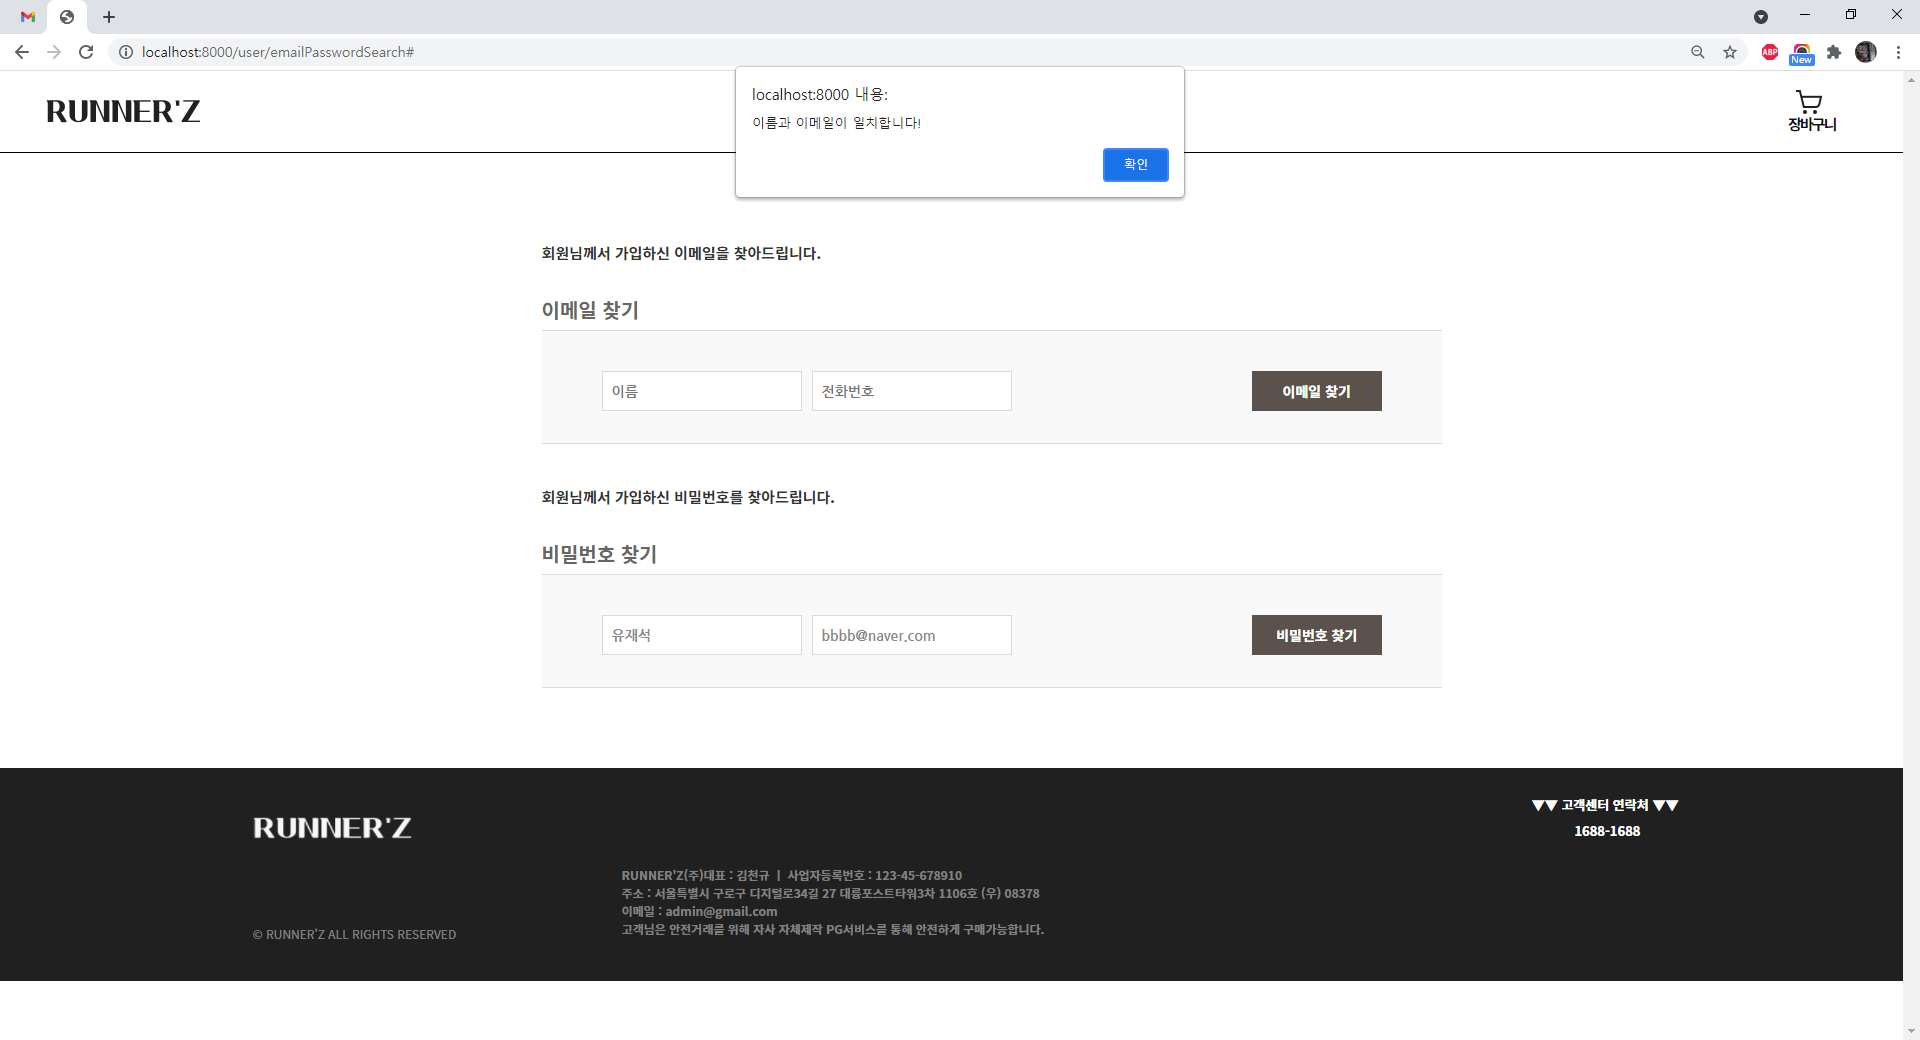 localhost:8000/user/emailPasswordSearch#
ABP
New
localhost:8000 내용:
이름과 이메일이 일치합니다!
확인
RUNNER'Z
장바구니
회원님께서 가입하신 이메일을 찾아드립니다.
이메일 찾기
이름
전화번호
이메일 찾기
회원님께서 가입하신 비밀번호를 찾아드립니다.
비밀번호 찾기
유재석
bbbb@naver.com
비밀번호 찾기
RUNNER'Z
▼▼ 고객센터 연락처 ▼▼
1688-1688
RUNNER'Z(주)대표 : 김천규 | 사업자등록번호 : 123-45-678910
주소 : 서울특별시 구로구 디지털로34길 27 대륭포스트타워3차 1106호 (우) 08378
이메일 : admin@gmail.com
고객님은 안전거래를 위해 자사 자체제작 PG서비스를 통해 안전하게 구매가능합니다.
© RUNNER'Z ALL RIGHTS RESERVED